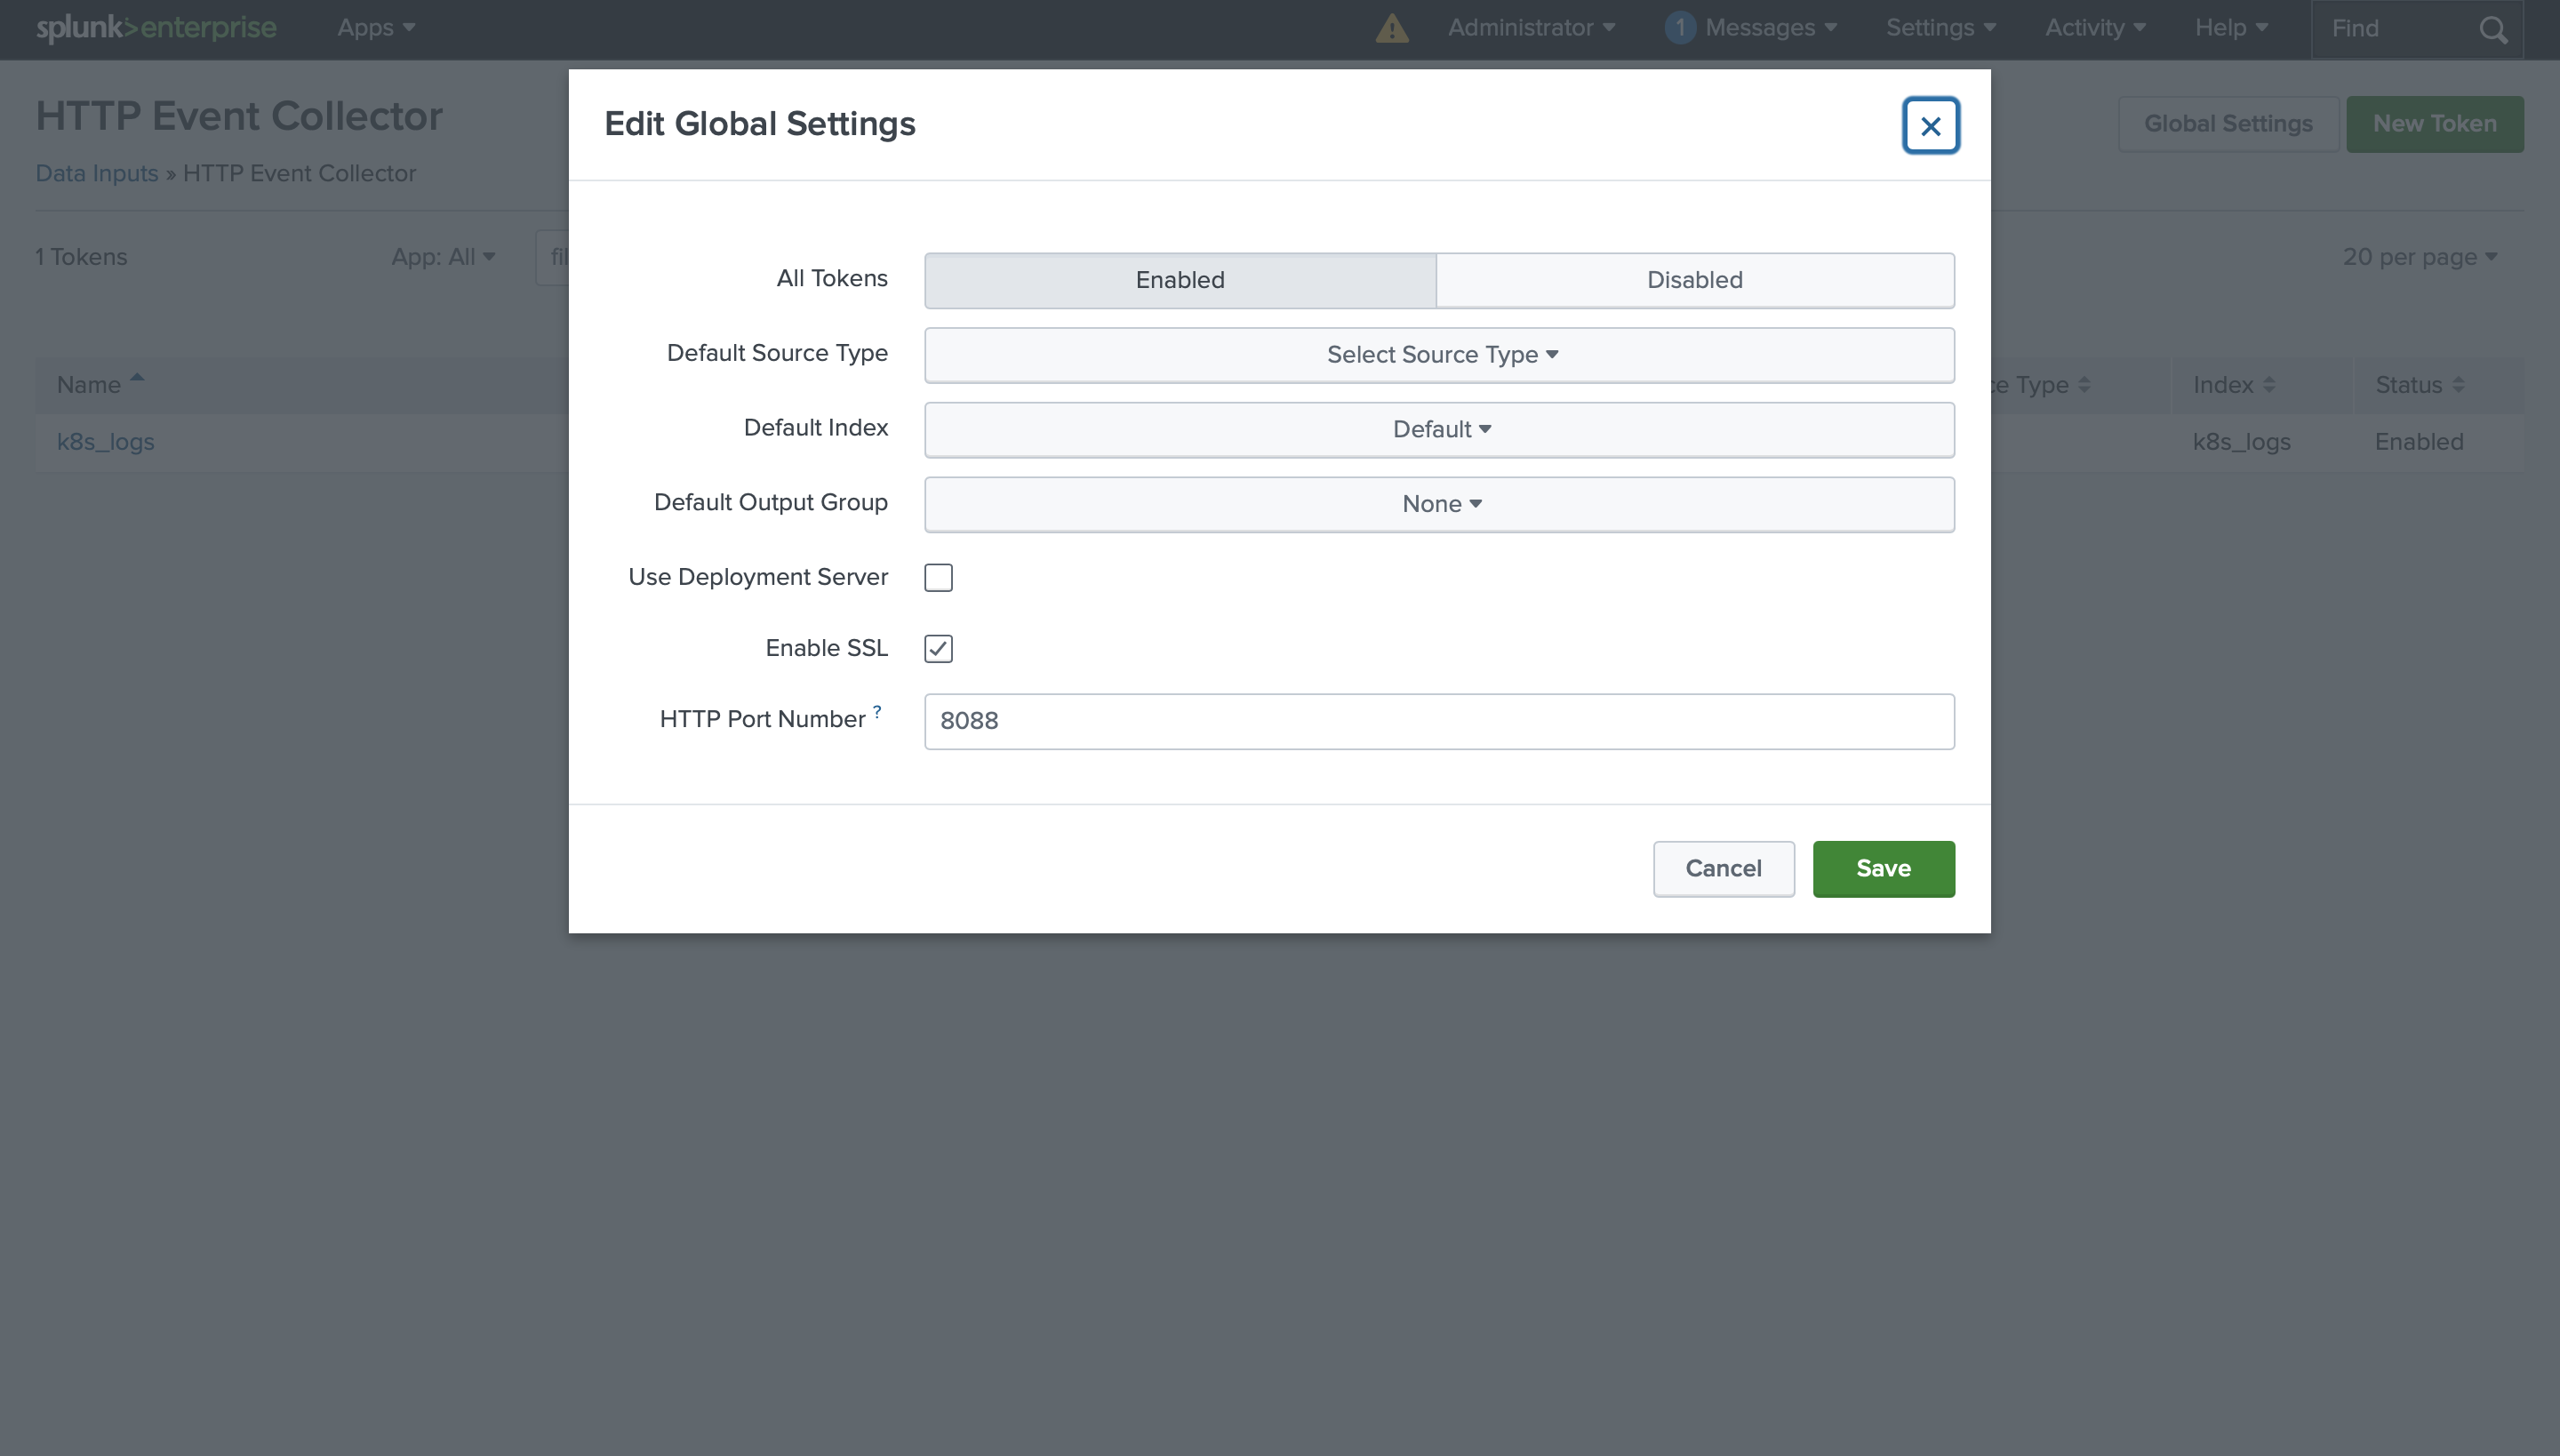 splunk>enterprise Apps Administrator 1 Messages Settings Activity Help Find
HTTP Event Collector
Global Settings New Token
Data Inputs » HTTP Event Collector
1 Tokens App: All fil 20 per page
Name ce Type Index Status
k8s_logs k8s_logs Enabled
Edit Global Settings
All Tokens Enabled Disabled
Default Source Type Select Source Type
Default Index Default
Default Output Group None
Use Deployment Server
Enable SSL
HTTP Port Number ? 8088
Cancel Save